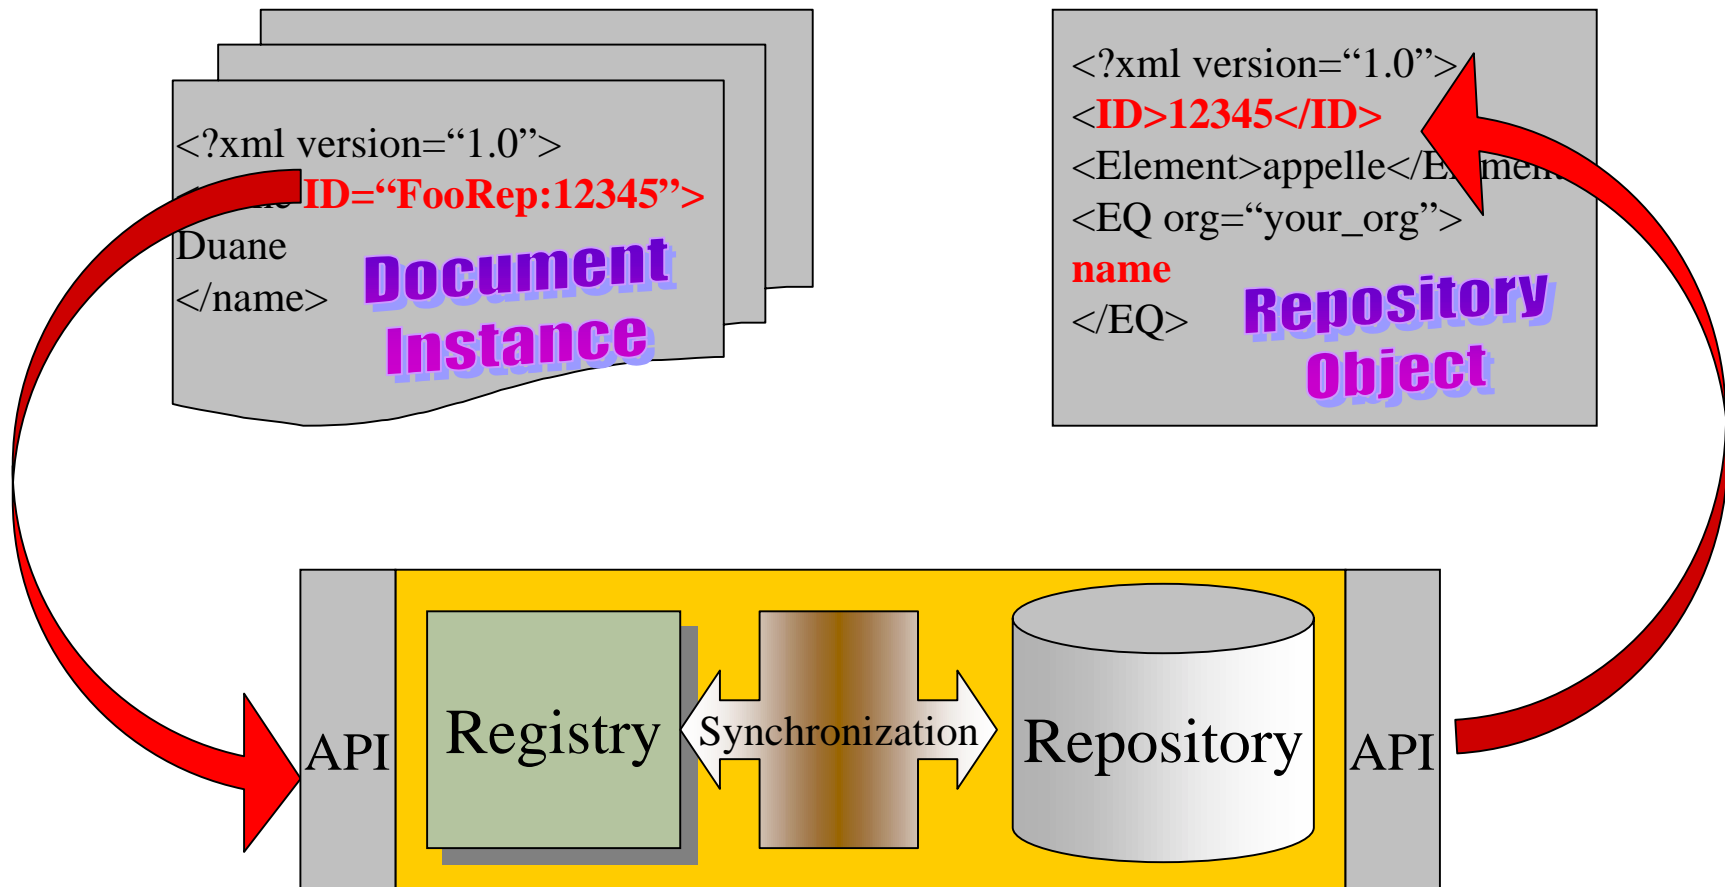 <?xml version=“1.0”>
ID=“FooRep:12345”>
Duane
</name>
Document
Instance
<?xml version=“1.0”>
<ID>12345</ID>
<Element>appelle</Element
<EQ org=“your_org”>
name
</EQ>
Repository
Object
API
Registry
Synchronization
Repository
API